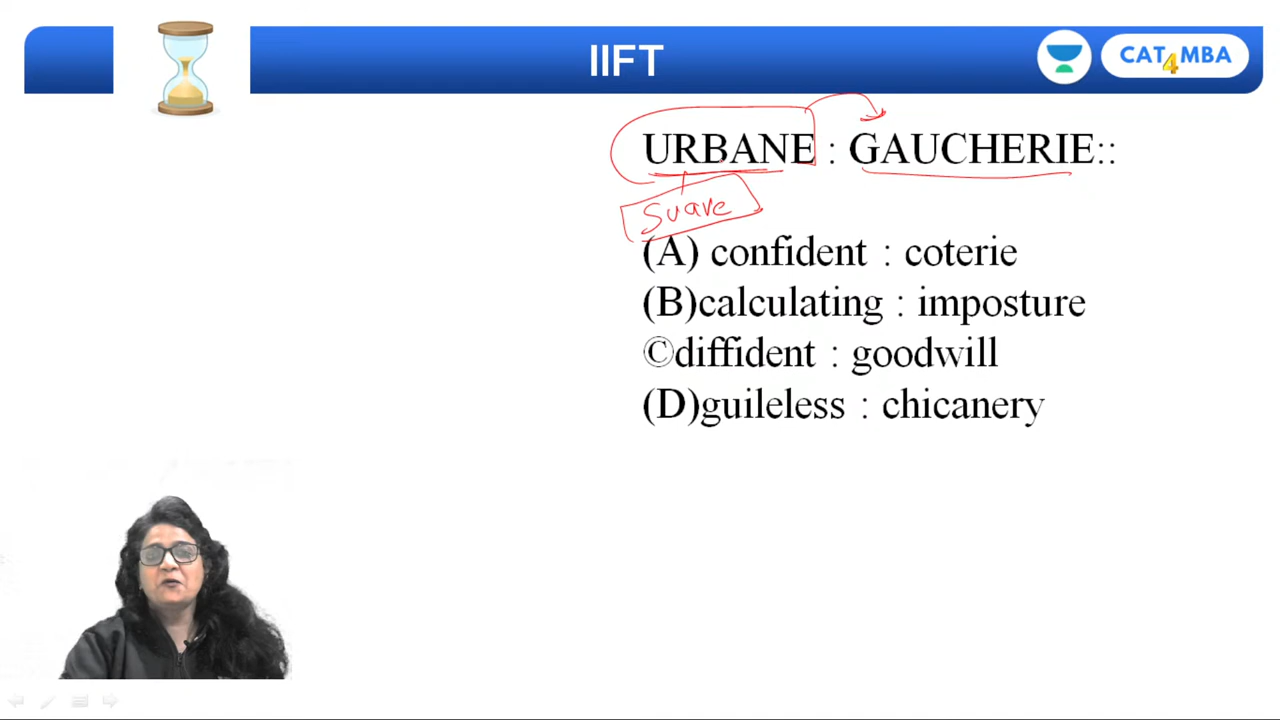 IIFT
CAT4MBA
URBANE : GAUCHERIE::
Suave
(A) confident : coterie
(B)calculating : imposture
©diffident : goodwill
(D)guileless : chicanery